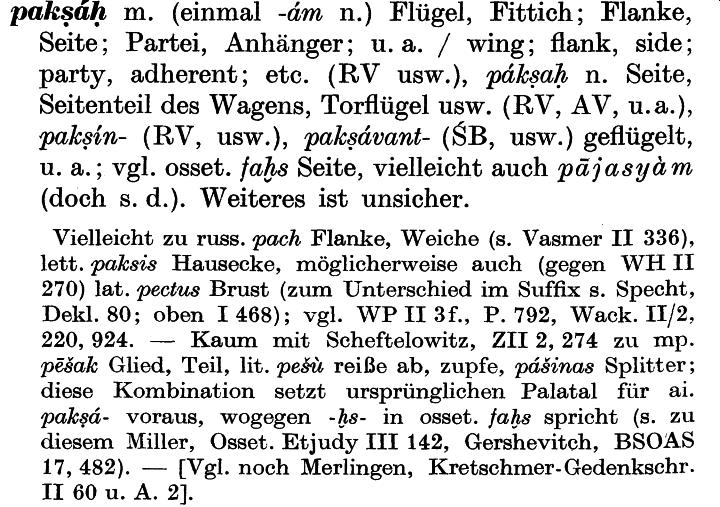 pakṣáḥ m. (einmal -ám n.) Flügel, Fittich; Flanke,
Seite; Partei, Anhänger; u. a. / wing; flank, side;
party, adherent; etc. (RV usw.), pákṣaḥ n. Seite,
Seitenteil des Wagens, Torflügel usw. (RV, AV, u.a.),
pakṣín- (RV, usw.), pakṣávant- (ŚB, usw.) geflügelt,
u. a.; vgl. osset. faḫs Seite, vielleicht auch pājasyàm
(doch s. d.). Weiteres ist unsicher.
Vielleicht zu russ. pach Flanke, Weiche (s. Vasmer II 336),
lett. paksis Hausecke, möglicherweise auch (gegen WH II
270) lat. pectus Brust (zum Unterschied im Suffix s. Specht,
Dekl. 80; oben I 468); vgl. WP II 3f., P. 792, Wack. II/2,
220, 924. — Kaum mit Scheftelowitz, ZII 2, 274 zu mp.
pēšak Glied, Teil, lit. pešù reiße ab, zupfe, pášinas Splitter;
diese Kombination setzt ursprünglichen Palatal für ai.
pakṣá- voraus, wogegen -ḫs- in osset. faḫs spricht (s. zu
diesem Miller, Osset. Etjudy III 142, Gershevitch, BSOAS
17, 482). — [Vgl. noch Merlingen, Kretschmer-Gedenkschr.
II 60 u. A. 2].